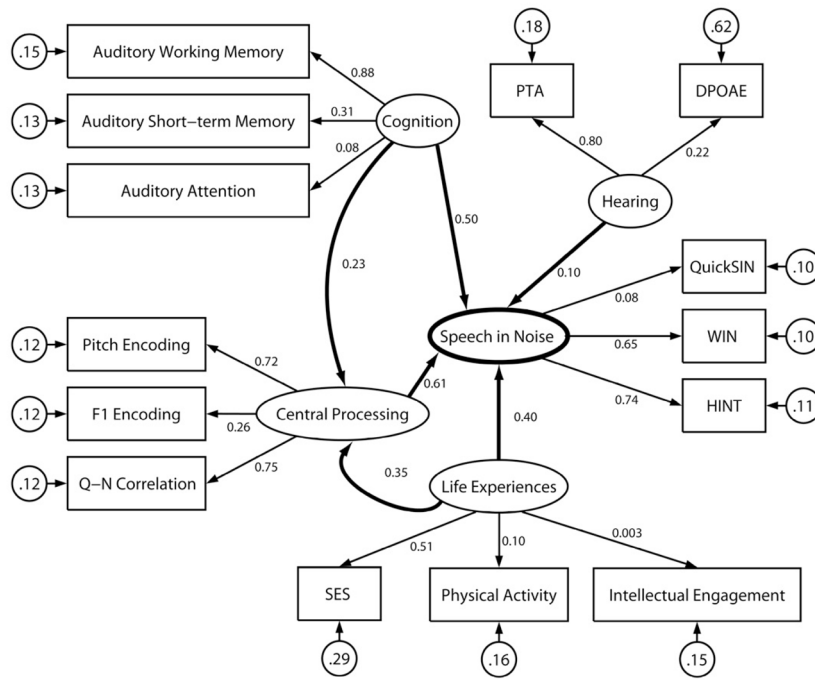 .15
Auditory Working Memory
0.88
.13
Auditory Short-term Memory
0.31
Cognition
.13
Auditory Attention
0.08
.18
PTA
0.80
.62
DPOAE
0.22
Hearing
0.23
0.50
0.10
QuickSIN
.10
0.08
Speech in Noise
0.65
WIN
.10
0.74
HINT
.11
.12
Pitch Encoding
0.72
.12
F1 Encoding
0.26
Central Processing
0.61
.12
Q-N Correlation
0.75
0.35
0.40
Life Experiences
0.51
0.10
0.003
SES
Physical Activity
Intellectual Engagement
.29
.16
.15